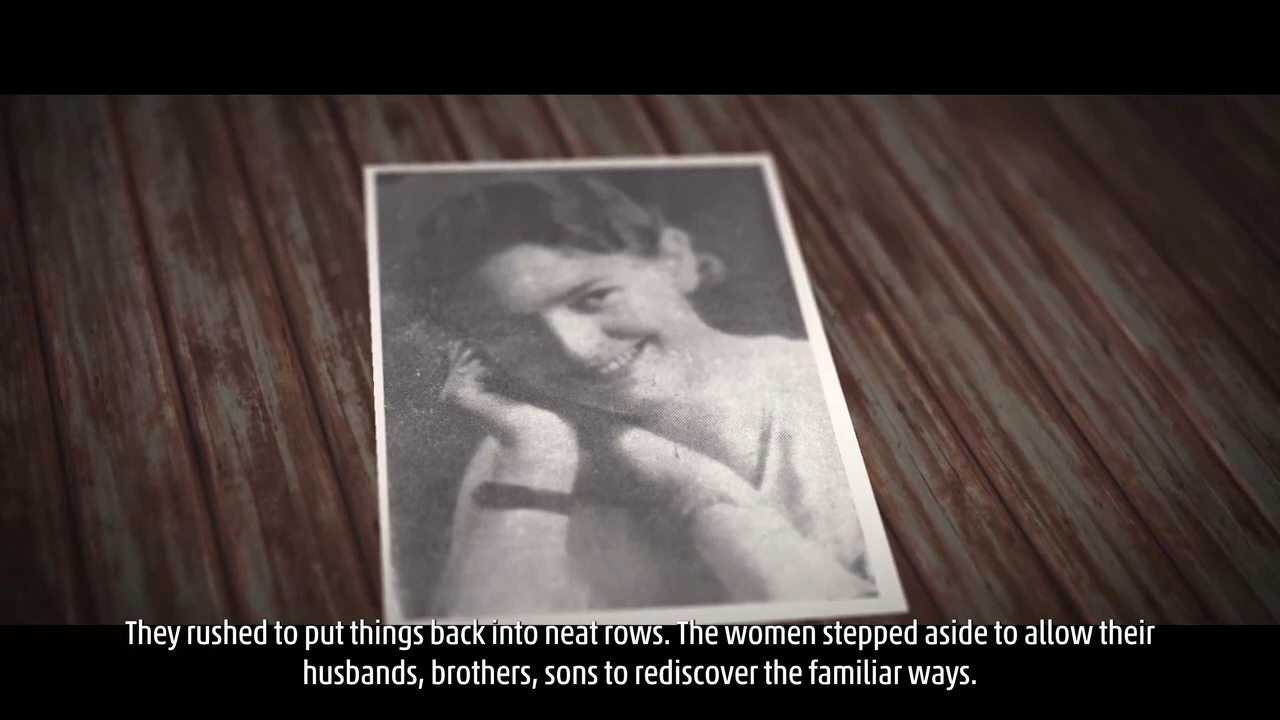 They rushed to put things back into neat rows. The women stepped aside to allow their
husbands, brothers, sons to rediscover the familiar ways.